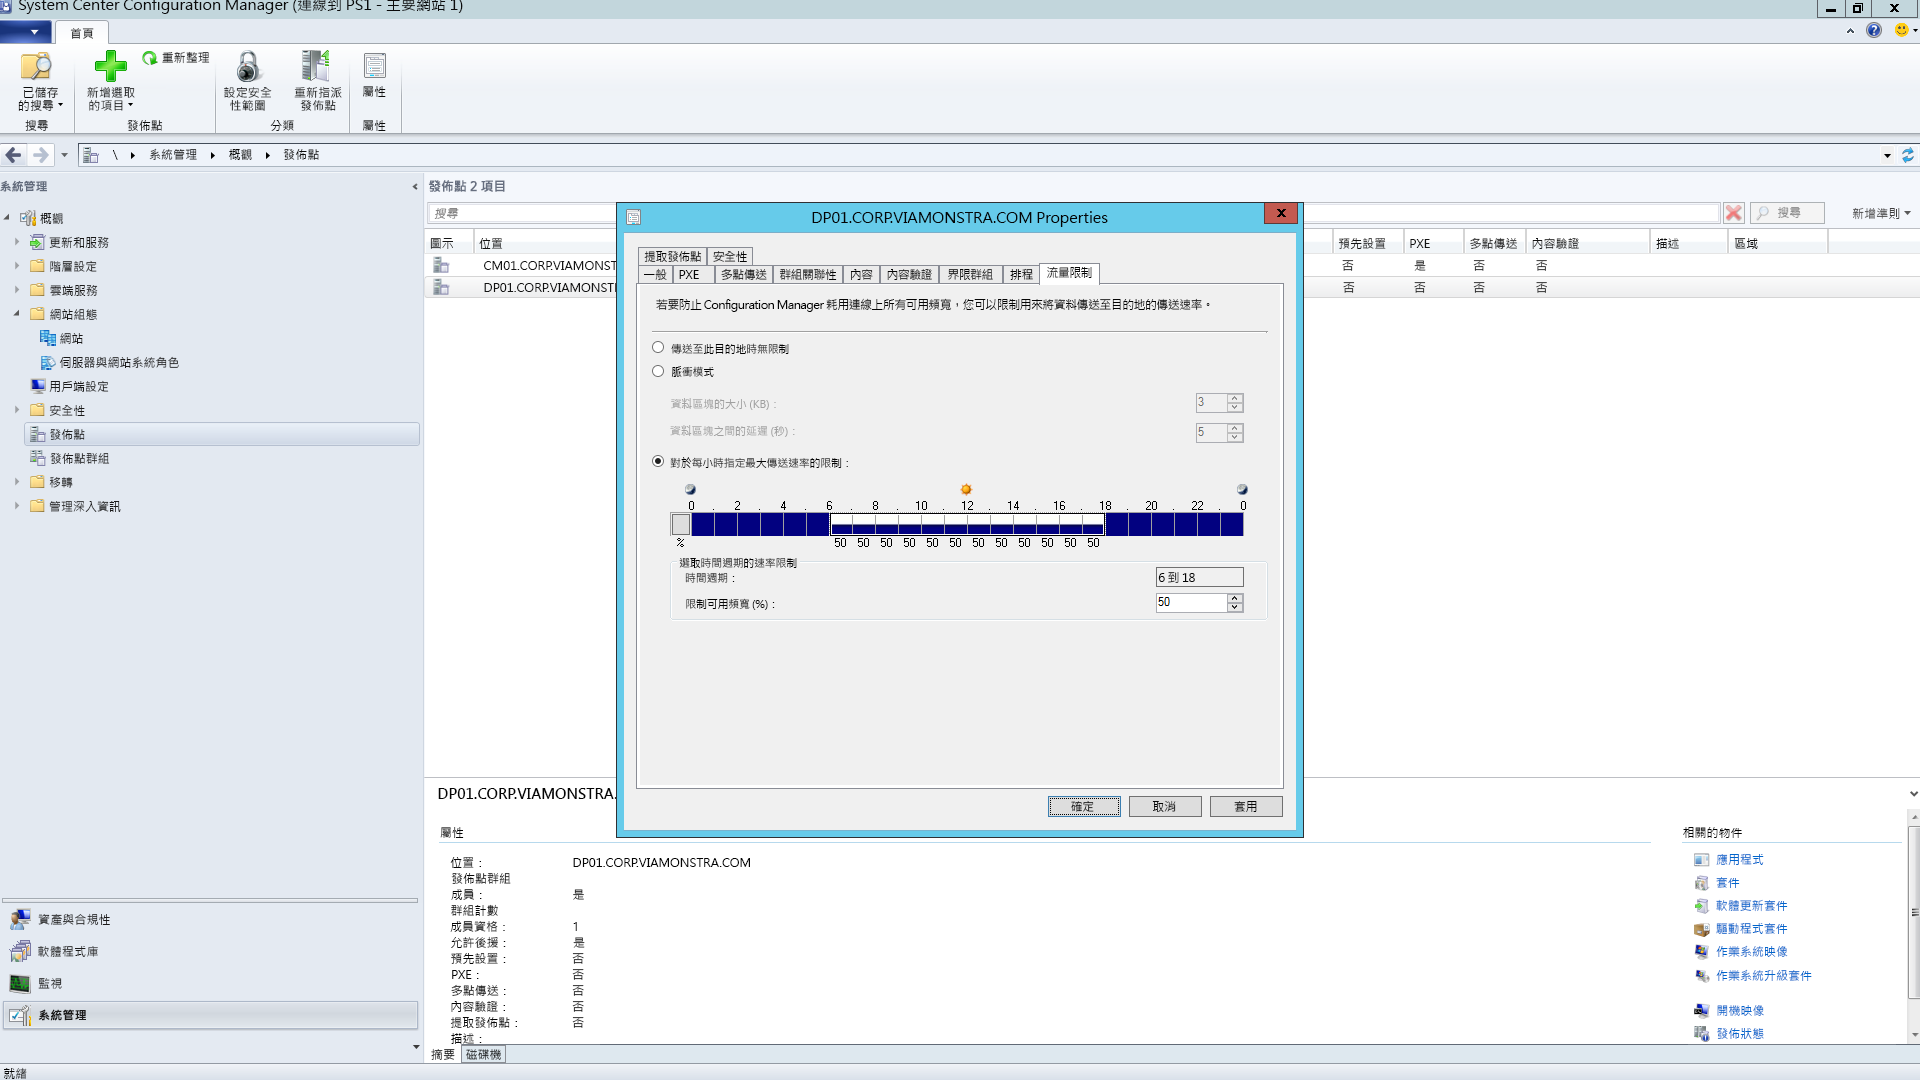 System Center Configuration Manager (連線到 PS1 - 主要網站 1)
首頁
已儲存
的搜尋
搜尋
新增選取
的項目
重新整理
發佈點
設定安全
性範圍
重新指派
發佈點
分類
屬性
屬性
\ 系統管理 概觀 發佈點
系統管理
概觀
更新和服務
階層設定
雲端服務
網站組態
網站
伺服器與網站系統角色
用戶端設定
安全性
發佈點
發佈點群組
移轉
管理深入資訊
資產與合規性
軟體程式庫
監視
系統管理
就緒
發佈點 2 項目
搜尋
搜尋
新增準則
圖示 位置 預先設置 PXE 多點傳送 內容驗證 描述 區域
CM01.CORP.VIAMONST 否 是 否 否
DP01.CORP.VIAMONSTI 否 否 否 否
DP01.CORP.VIAMONSTRA.COM Properties
提取發佈點 安全性
一般 PXE 多點傳送 群組關聯性 內容 內容驗證 界限群組 排程 流量限制
若要防止 Configuration Manager 耗用連線上所有可用頻寬，您可以限制用來將資料傳送至目的地的傳送速率。
傳送至此目的地時無限制
脈衝模式
資料區塊的大小 (KB)： 3
資料區塊之間的延遲 (秒)： 5
對於每小時指定最大傳送速率的限制：
0 2 4 6 8 10 12 14 16 18 20 22 0
% 50 50 50 50 50 50 50 50 50 50 50 50
選取時間週期的速率限制
時間週期： 6 到 18
限制可用頻寬 (%)： 50
確定 取消 套用
DP01.CORP.VIAMONSTRA.
屬性
位置： DP01.CORP.VIAMONSTRA.COM
發佈點群組
成員： 是
群組計數
成員資格： 1
允許後援： 是
預先設置： 否
PXE： 否
多點傳送： 否
內容驗證： 否
提取發佈點： 否
描述：
相關的物件
應用程式
套件
軟體更新套件
驅動程式套件
作業系統映像
作業系統升級套件
開機映像
發佈狀態
摘要 磁碟機